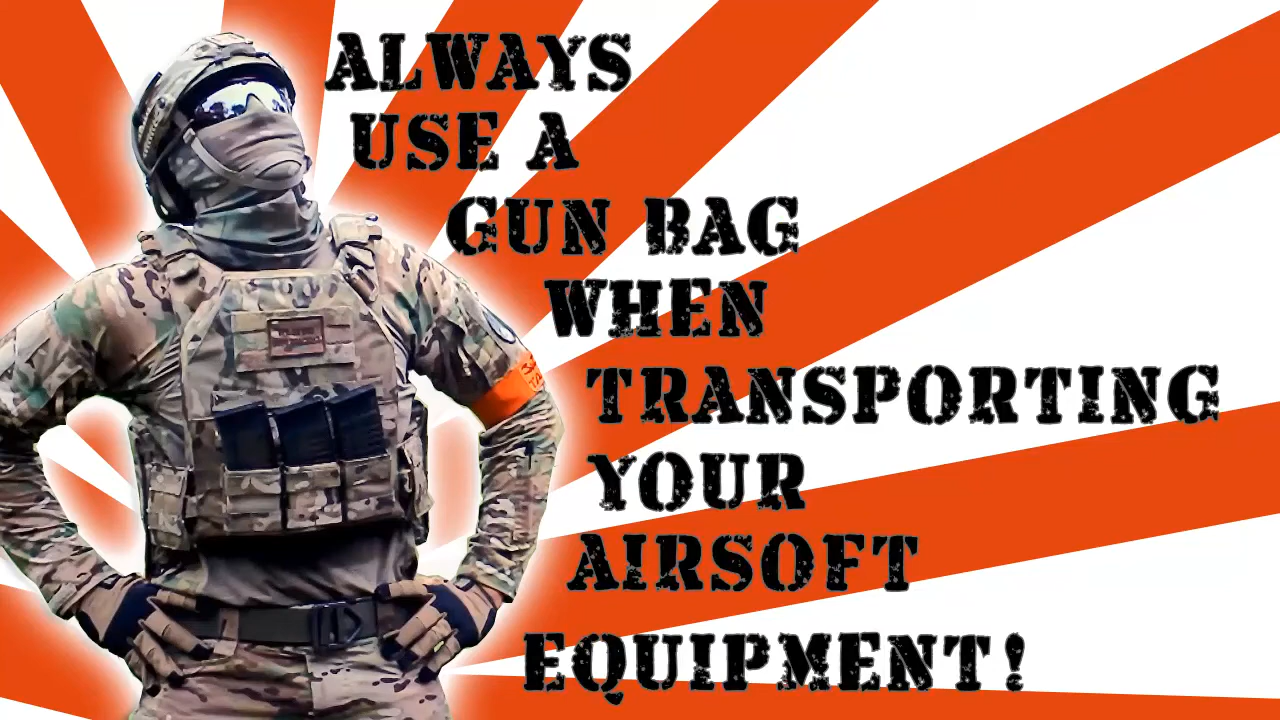 ALWAYS
USE A
GUN BAG
WHEN
TRANSPORTING
YOUR
AIRSOFT
EQUIPMENT!